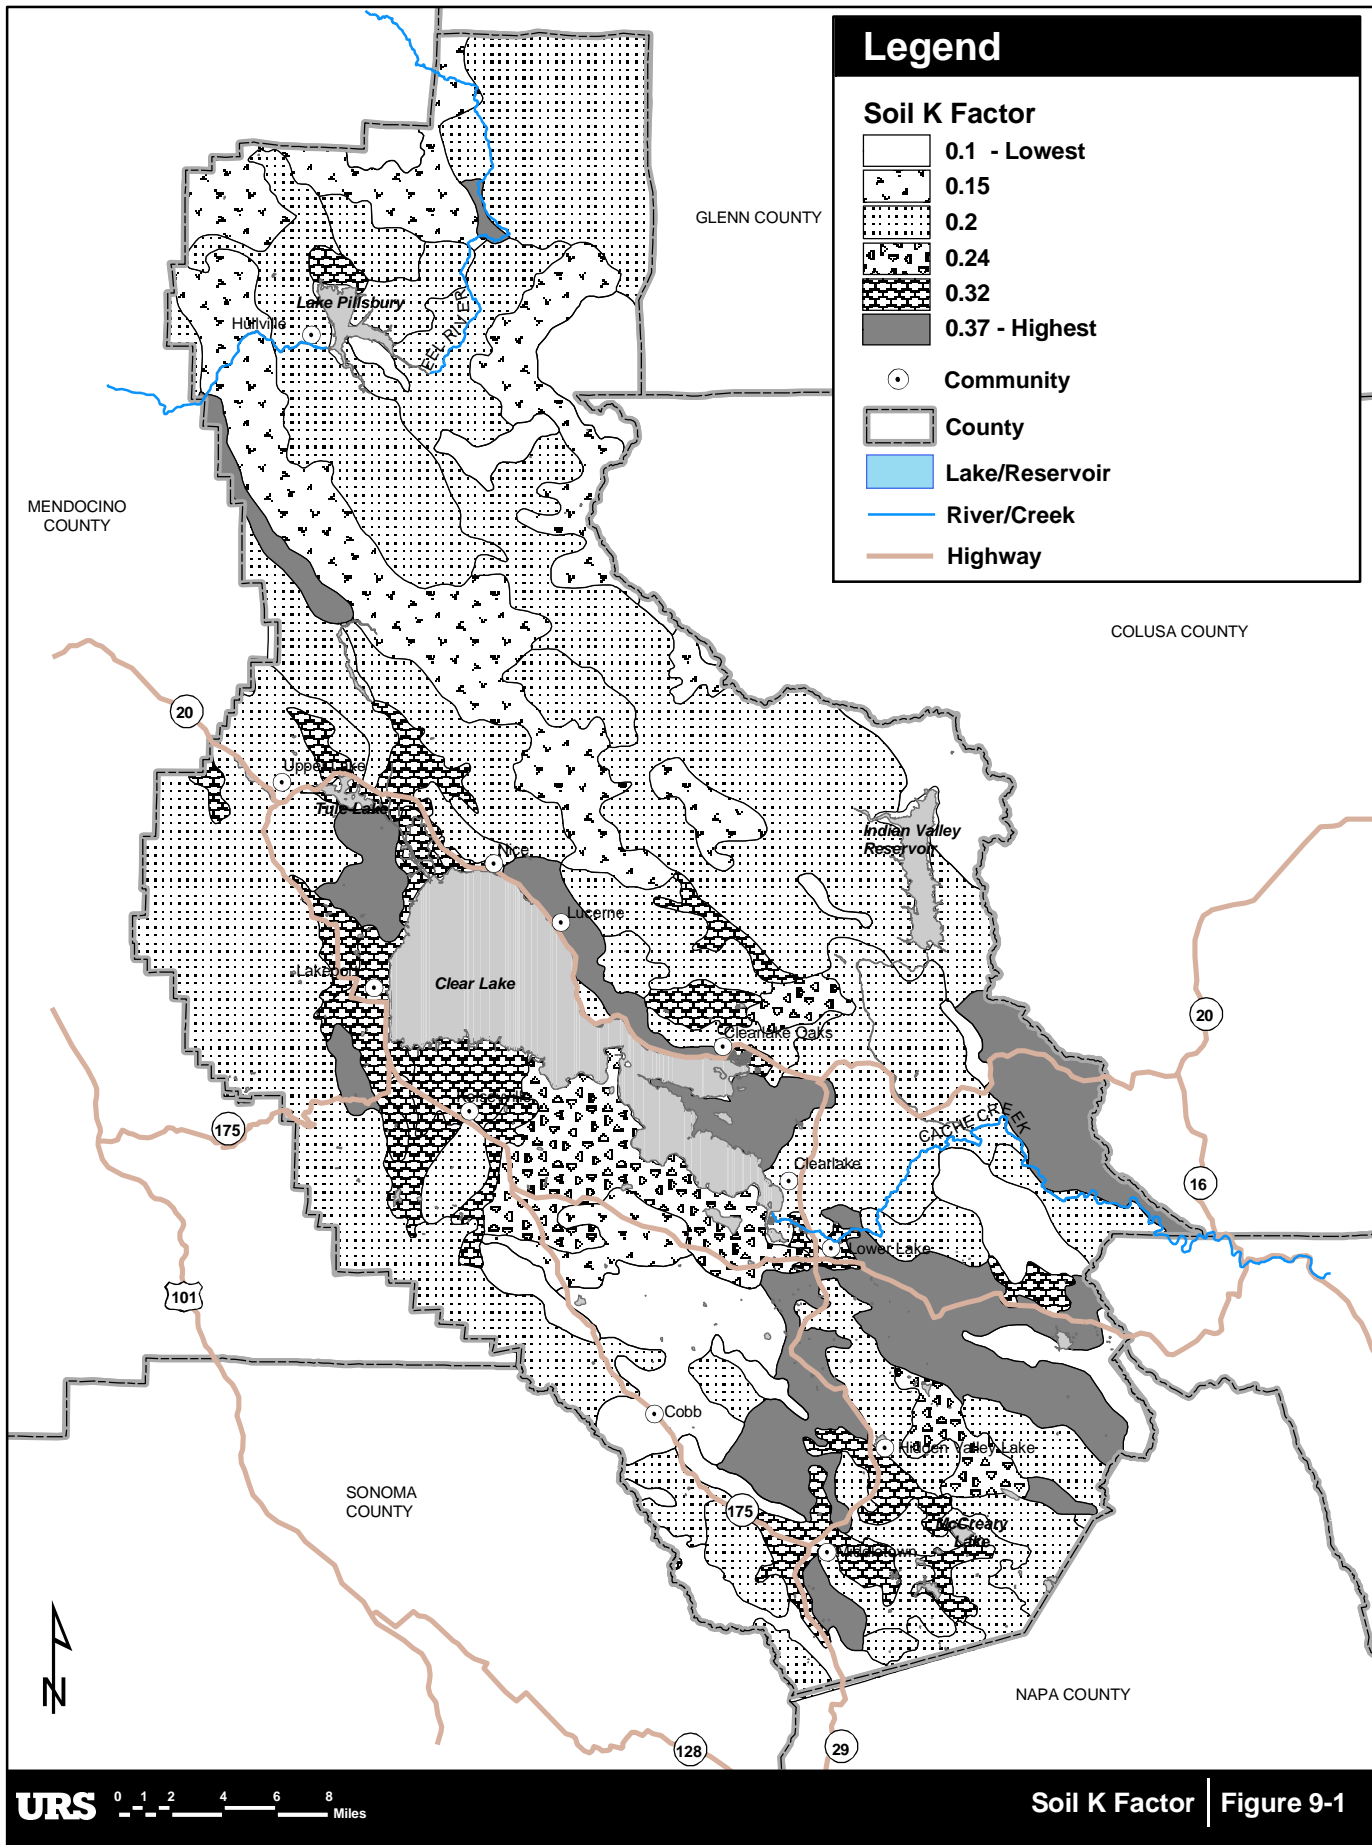 Legend
Soil K Factor
0.1 - Lowest
0.15
0.2
0.24
0.32
0.37 - Highest
Community
County
Lake/Reservoir
River/Creek
Highway
GLENN COUNTY
Lake Pillsbury
Hullville
EEL RIVER
MENDOCINO
COUNTY
COLUSA COUNTY
20
Upper Lake
Tule Lake
Indian Valley
Reservoir
Nice
Lucerne
Lakeport
Clear Lake
20
Clearlake Oaks
Kelseyville
175
CACHE CREEK
Clearlake
16
Lower Lake
101
Cobb
Hidden Valley Lake
SONOMA
COUNTY
175
McCreary
Lake
Middletown
N
NAPA COUNTY
128
29
URS
0 1 2 4 6 8
Miles
Soil K Factor
Figure 9-1